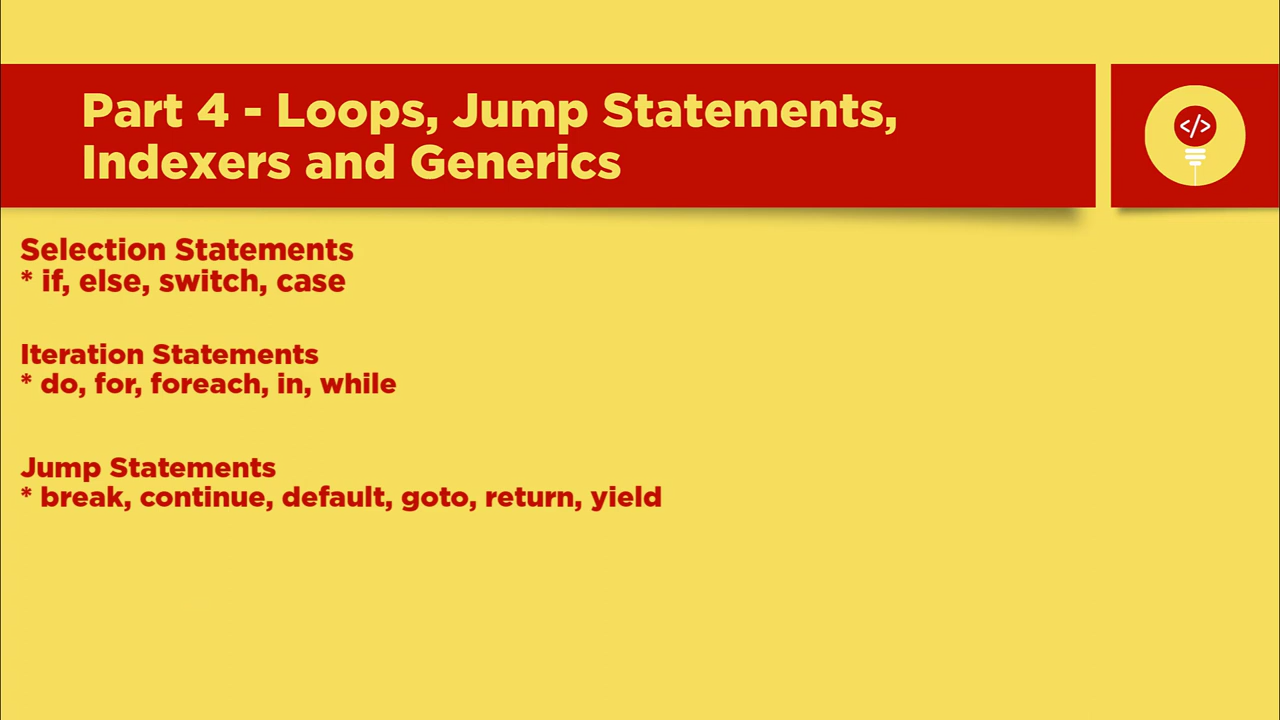 Part 4 - Loops, Jump Statements,
Indexers and Generics
</>
Selection Statements
* if, else, switch, case
Iteration Statements
* do, for, foreach, in, while
Jump Statements
* break, continue, default, goto, return, yield